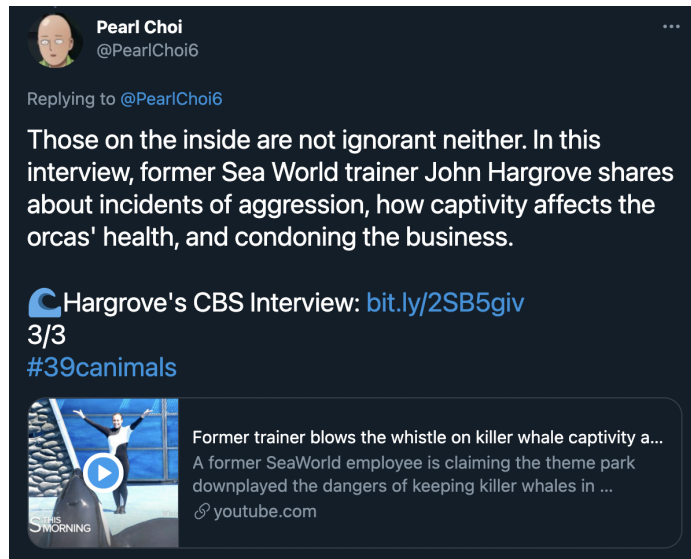 Pearl Choi
@PearlChoi6
Replying to @PearlChoi6
Those on the inside are not ignorant neither. In this
interview, former Sea World trainer John Hargrove shares
about incidents of aggression, how captivity affects the
orcas' health, and condoning the business.
🌊Hargrove's CBS Interview: bit.ly/2SB5giv
3/3
#39canimals
Former trainer blows the whistle on killer whale captivity a...
A former SeaWorld employee is claiming the theme park
downplayed the dangers of keeping killer whales in ...
youtube.com
THIS
MORNING